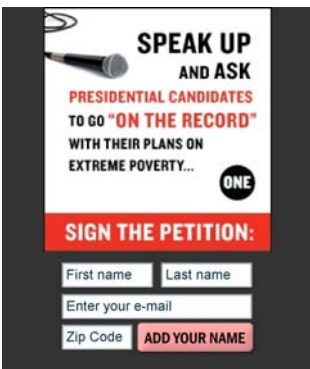 SPEAK UP
AND ASK
PRESIDENTIAL CANDIDATES
TO GO "ON THE RECORD"
WITH THEIR PLANS ON
EXTREME POVERTY...
ONE
SIGN THE PETITION:
First name Last name
Enter your e-mail
Zip Code ADD YOUR NAME